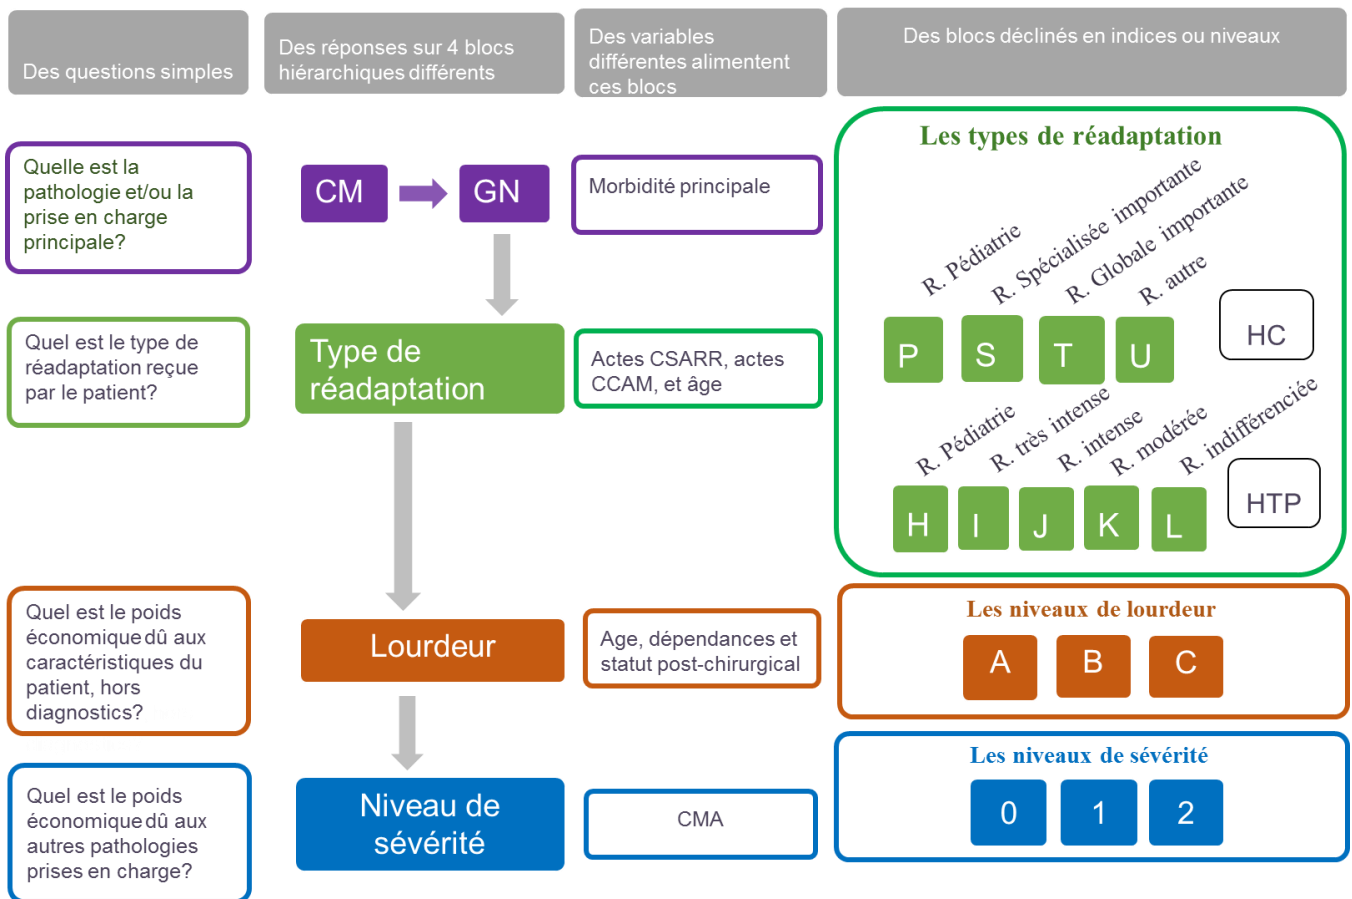 Des questions simples
Des réponses sur 4 blocs
hiérarchiques différents
Des variables
différentes alimentent
ces blocs
Des blocs déclinés en indices ou niveaux
Quelle est la
pathologie et/ou la
prise en charge
principale?
CM
GN
Morbidité principale
Les types de réadaptation
R. Pédiatrie
R. Spécialisée importante
R. Globale importante
R. autre
P
S
T
U
HC
Quel est le type de
réadaptation reçue
par le patient?
Type de
réadaptation
Actes CSARR, actes
CCAM, et âge
R. Pédiatrie
R. très intense
R. intense
R. modérée
R. indifférenciée
H
I
J
K
L
HTP
Quel est le poids
économique dû aux
caractéristiques du
patient, hors
diagnostics?
Lourdeur
Age, dépendances et
statut post-chirurgical
Les niveaux de lourdeur
A
B
C
Quel est le poids
économique dû aux
autres pathologies
prises en charge?
Niveau de
sévérité
CMA
Les niveaux de sévérité
0
1
2